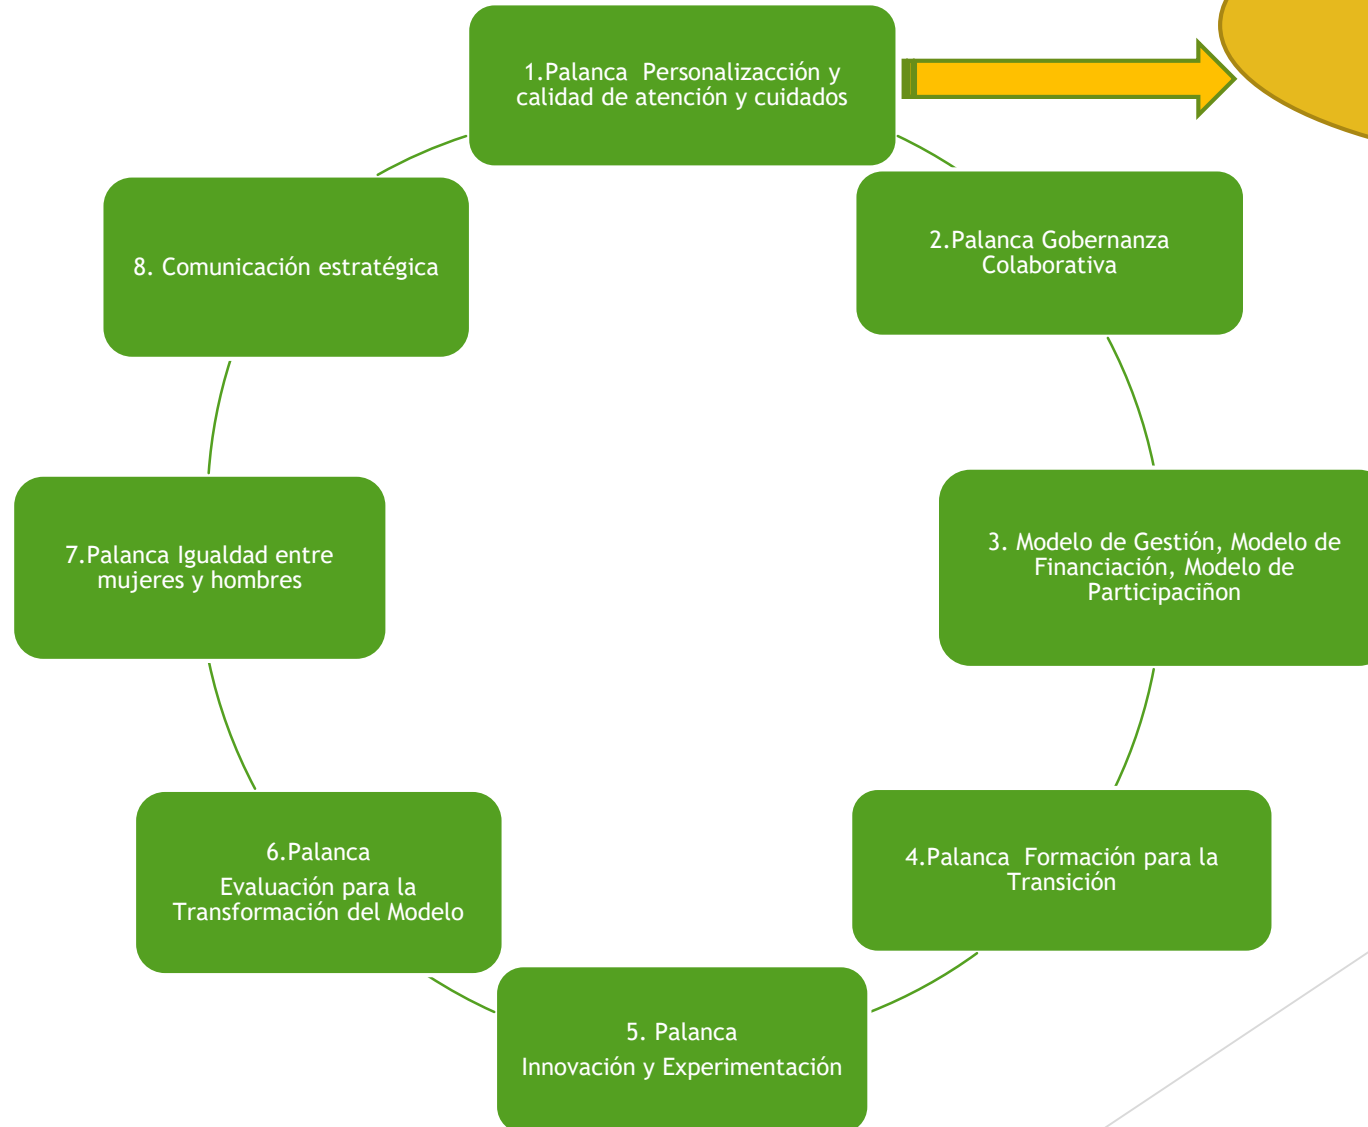 1.Palanca  Personalizacción y
calidad de atención y cuidados
2.Palanca Gobernanza
Colaborativa
3. Modelo de Gestión, Modelo de
Financiación, Modelo de
Participaciñon
4.Palanca  Formación para la
Transición
5. Palanca
Innovación y Experimentación
6.Palanca
Evaluación para la
Transformación del Modelo
7.Palanca Igualdad entre
mujeres y hombres
8. Comunicación estratégica